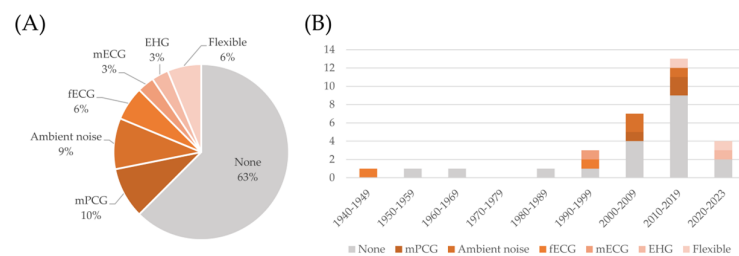 (A)
EHG
3%
Flexible
6%
mECG
3%
fECG
6%
Ambient noise
9%
mPCG
10%
None
63%
(B)
14
12
10
8
6
4
2
0
1940-1949
1950-1959
1960-1969
1970-1979
1980-1989
1990-1999
2000-2009
2010-2019
2020-2023
None mPCG Ambient noise fECG mECG EHG Flexible